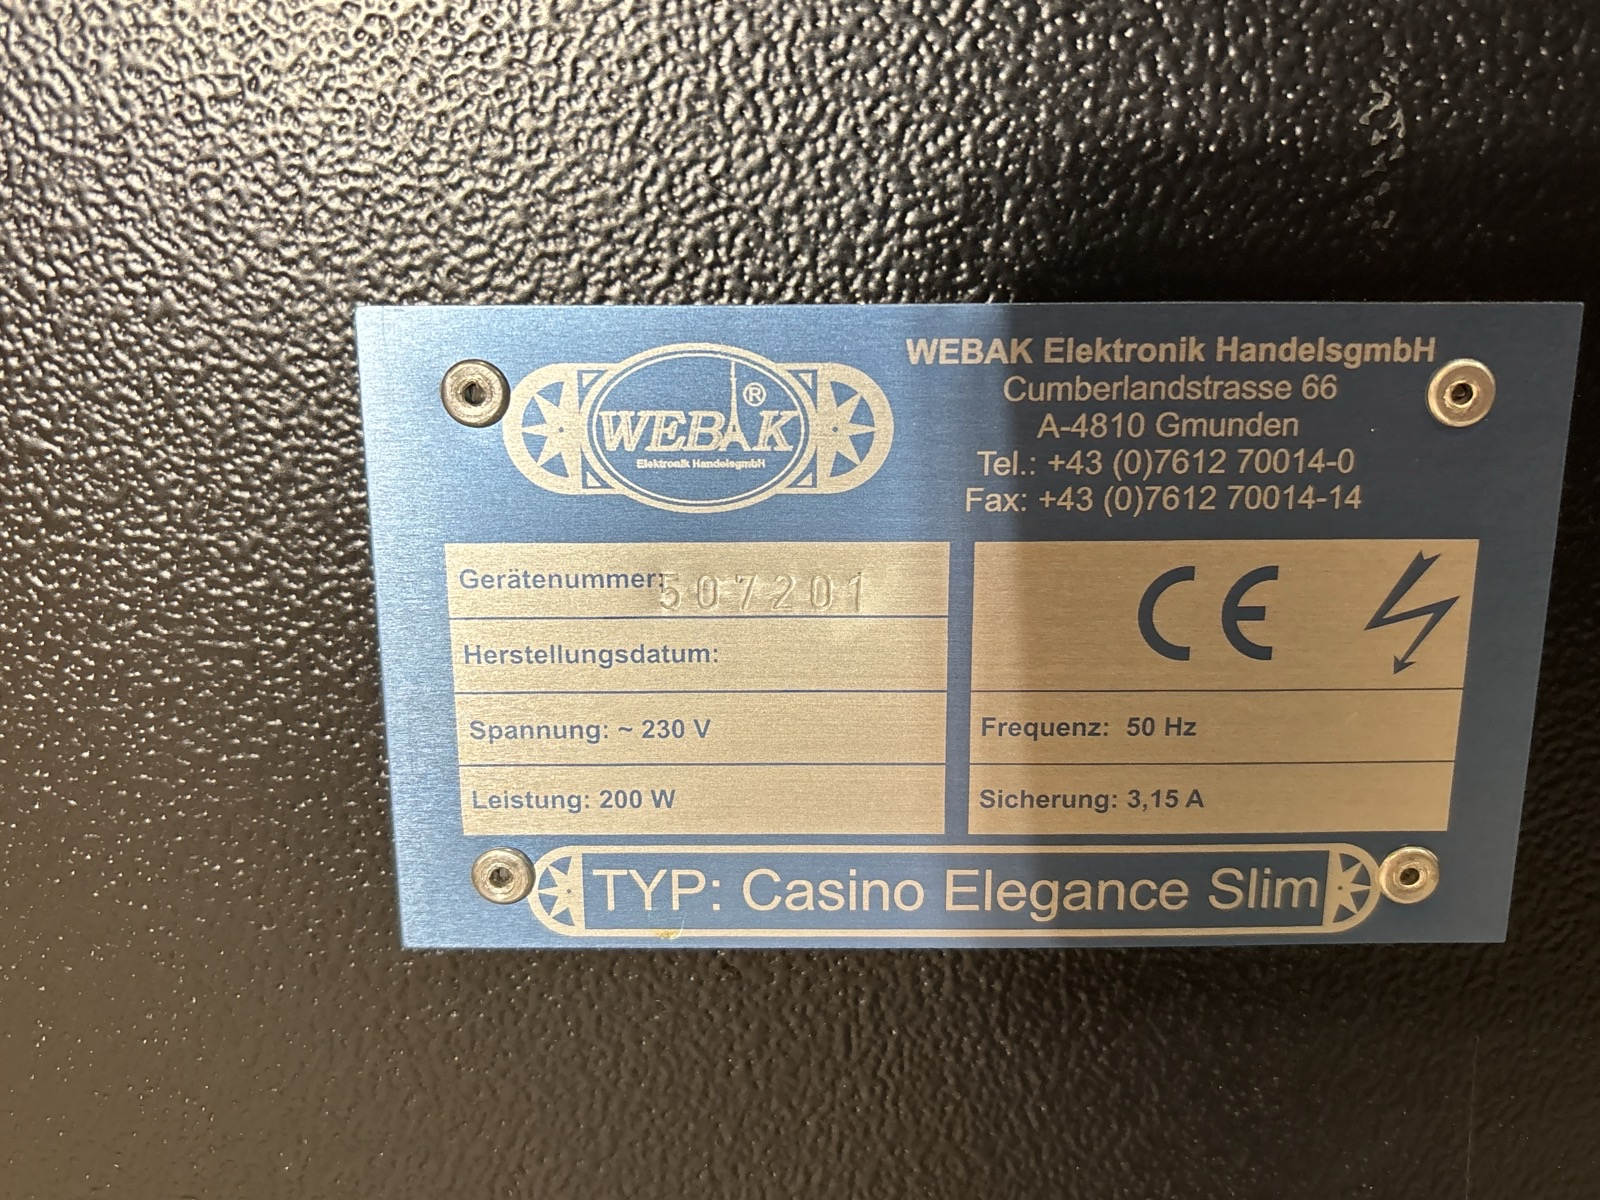 WEBAK®
Elektronik HandelsgmbH
WEBAK Elektronik HandelsgmbH
Cumberlandstrasse 66
A-4810 Gmunden
Tel.: +43 (0)7612 70014-0
Fax: +43 (0)7612 70014-14
Gerätenummer: 507201
Herstellungsdatum:
Spannung: ~ 230 V
Leistung: 200 W
CE
Frequenz: 50 Hz
Sicherung: 3,15 A
TYP: Casino Elegance Slim